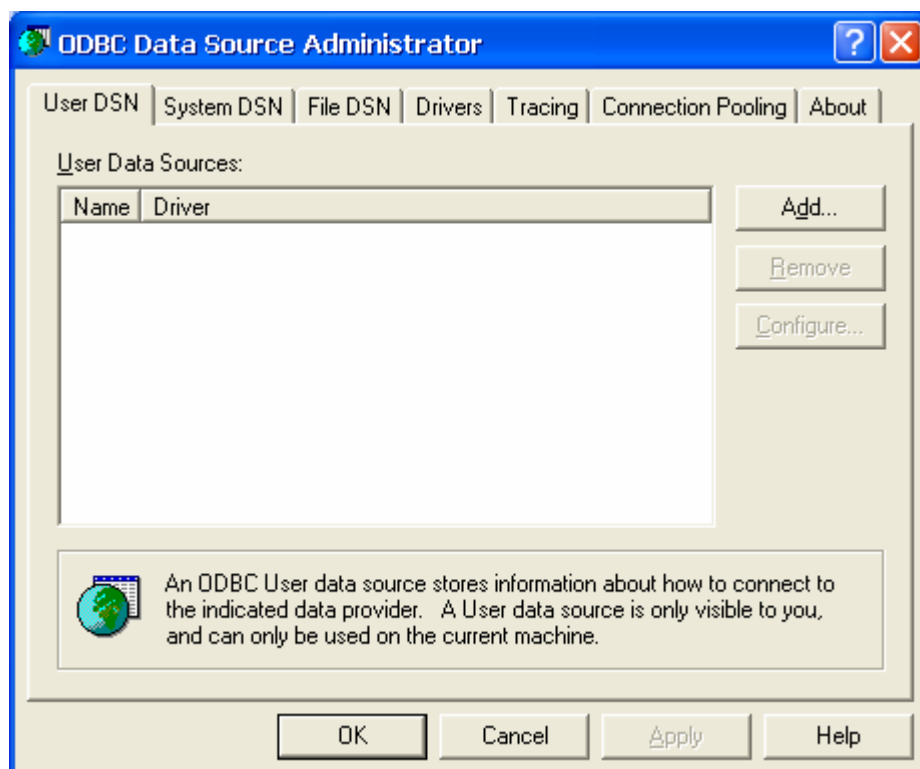 ODBC Data Source Administrator
User DSN System DSN File DSN Drivers Tracing Connection Pooling About
User Data Sources:
Name Driver
Add...
Remove
Configure...
An ODBC User data source stores information about how to connect to
the indicated data provider. A User data source is only visible to you,
and can only be used on the current machine.
OK Cancel Apply Help